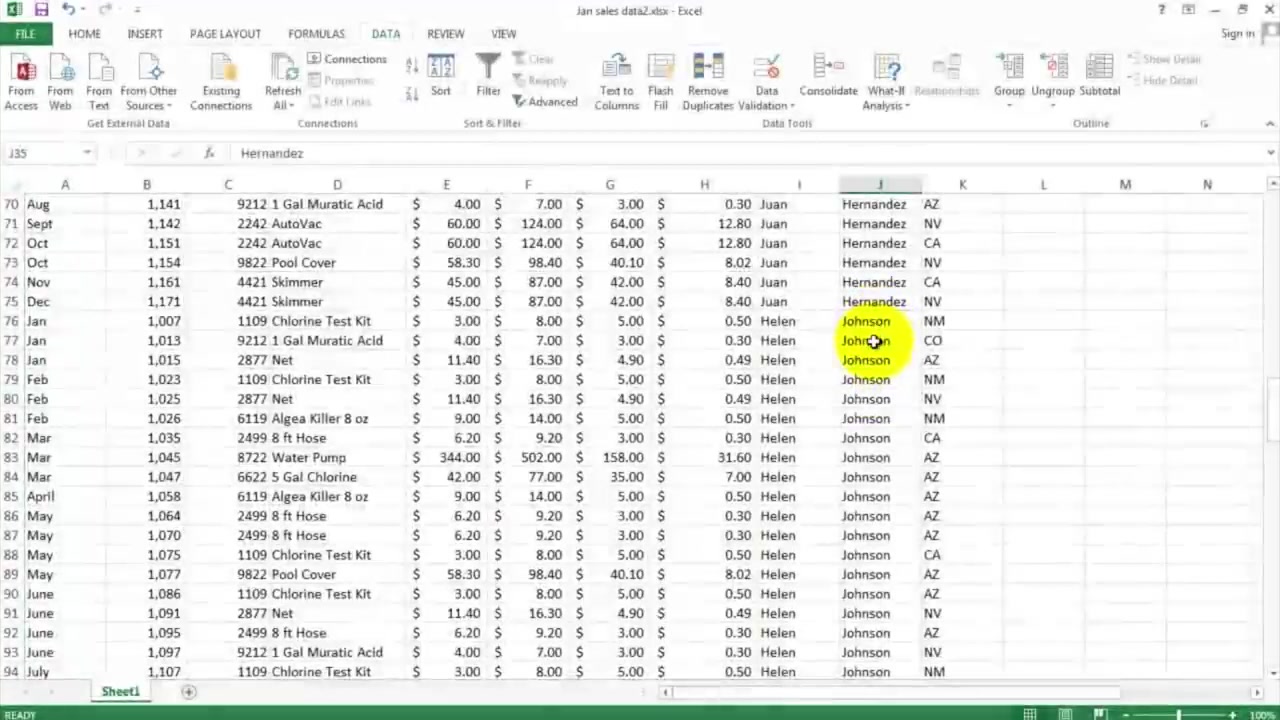 Jan sales data2.xlsx - Excel
FILE HOME INSERT PAGE LAYOUT FORMULAS DATA REVIEW VIEW Sign in
From Access From Web From Text From Other Sources Existing Connections Refresh All Connections Properties Edit Links Sort Filter Clear Reapply Advanced Text to Columns Flash Fill Remove Duplicates Data Validation Consolidate What-If Analysis Relationships Group Ungroup Subtotal Show Detail Hide Detail
Get External Data Connections Sort & Filter Data Tools Outline
J35 fx Hernandez
A B C D E F G H I J K L M N
70 Aug 1,141 9212 1 Gal Muratic Acid $ 4.00 $ 7.00 $ 3.00 $ 0.30 Juan Hernandez AZ
71 Sept 1,142 2242 AutoVac $ 60.00 $ 124.00 $ 64.00 $ 12.80 Juan Hernandez NV
72 Oct 1,151 2242 AutoVac $ 60.00 $ 124.00 $ 64.00 $ 12.80 Juan Hernandez CA
73 Oct 1,154 9822 Pool Cover $ 58.30 $ 98.40 $ 40.10 $ 8.02 Juan Hernandez NV
74 Nov 1,161 4421 Skimmer $ 45.00 $ 87.00 $ 42.00 $ 8.40 Juan Hernandez CA
75 Dec 1,171 4421 Skimmer $ 45.00 $ 87.00 $ 42.00 $ 8.40 Juan Hernandez NV
76 Jan 1,007 1109 Chlorine Test Kit $ 3.00 $ 8.00 $ 5.00 $ 0.50 Helen Johnson NM
77 Jan 1,013 9212 1 Gal Muratic Acid $ 4.00 $ 7.00 $ 3.00 $ 0.30 Helen Johnson CO
78 Jan 1,015 2877 Net $ 11.40 $ 16.30 $ 4.90 $ 0.49 Helen Johnson AZ
79 Feb 1,023 1109 Chlorine Test Kit $ 3.00 $ 8.00 $ 5.00 $ 0.50 Helen Johnson NM
80 Feb 1,025 2877 Net $ 11.40 $ 16.30 $ 4.90 $ 0.49 Helen Johnson NV
81 Feb 1,026 6119 Algea Killer 8 oz $ 9.00 $ 14.00 $ 5.00 $ 0.50 Helen Johnson NM
82 Mar 1,035 2499 8 ft Hose $ 6.20 $ 9.20 $ 3.00 $ 0.30 Helen Johnson CA
83 Mar 1,045 8722 Water Pump $ 344.00 $ 502.00 $ 158.00 $ 31.60 Helen Johnson AZ
84 Mar 1,047 6622 5 Gal Chlorine $ 42.00 $ 77.00 $ 35.00 $ 7.00 Helen Johnson AZ
85 April 1,058 6119 Algea Killer 8 oz $ 9.00 $ 14.00 $ 5.00 $ 0.50 Helen Johnson AZ
86 May 1,064 2499 8 ft Hose $ 6.20 $ 9.20 $ 3.00 $ 0.30 Helen Johnson AZ
87 May 1,070 2499 8 ft Hose $ 6.20 $ 9.20 $ 3.00 $ 0.30 Helen Johnson AZ
88 May 1,075 1109 Chlorine Test Kit $ 3.00 $ 8.00 $ 5.00 $ 0.50 Helen Johnson CA
89 May 1,077 9822 Pool Cover $ 58.30 $ 98.40 $ 40.10 $ 8.02 Helen Johnson AZ
90 June 1,086 1109 Chlorine Test Kit $ 3.00 $ 8.00 $ 5.00 $ 0.50 Helen Johnson AZ
91 June 1,091 2877 Net $ 11.40 $ 16.30 $ 4.90 $ 0.49 Helen Johnson NV
92 June 1,095 2499 8 ft Hose $ 6.20 $ 9.20 $ 3.00 $ 0.30 Helen Johnson AZ
93 June 1,097 9212 1 Gal Muratic Acid $ 4.00 $ 7.00 $ 3.00 $ 0.30 Helen Johnson NV
94 July 1,107 1109 Chlorine Test Kit $ 3.00 $ 8.00 $ 5.00 $ 0.50 Helen Johnson NM
Sheet1
READY 100%